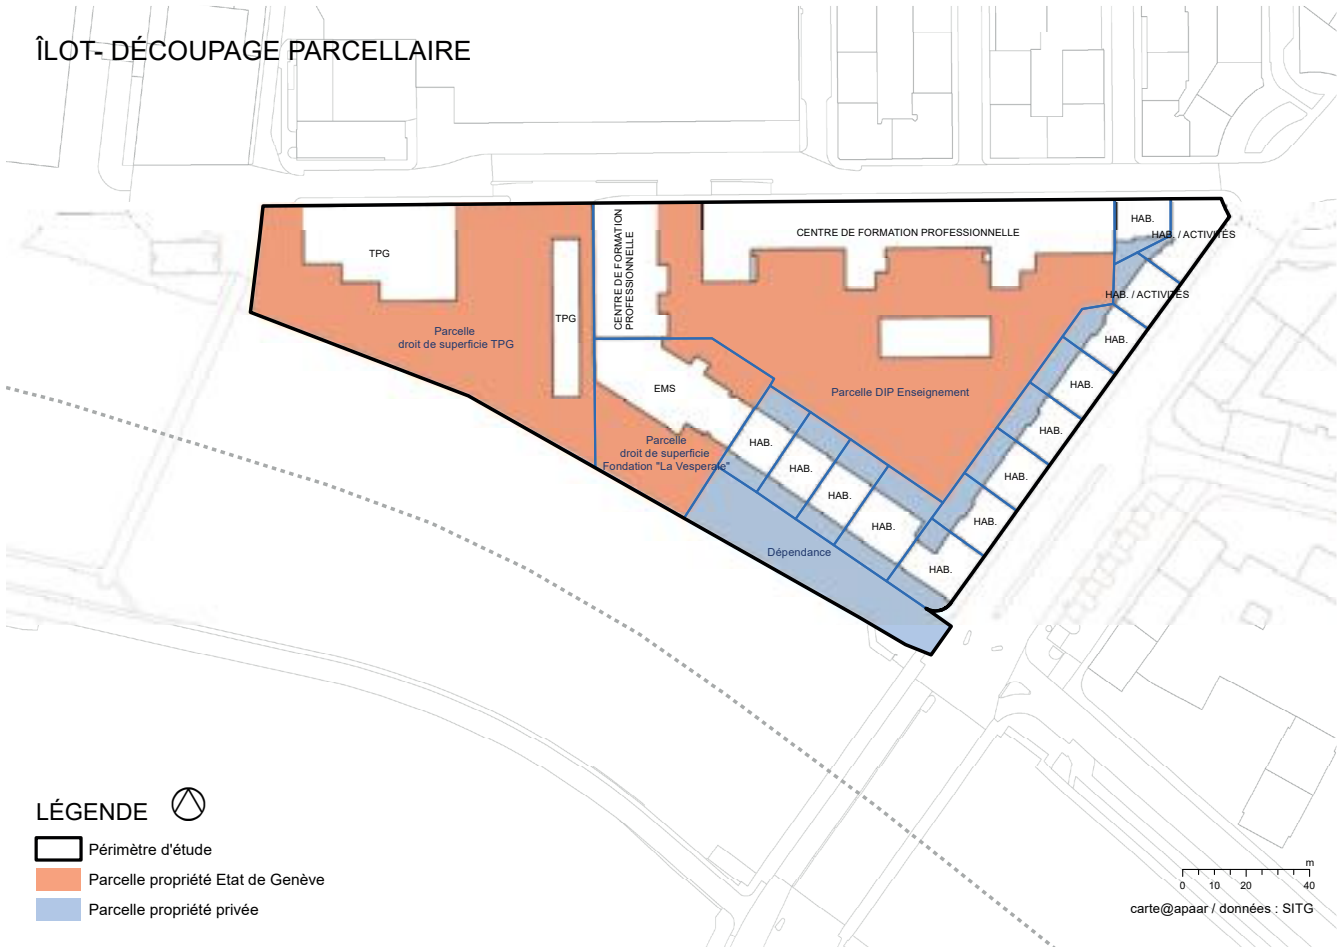 ÎLOT- DÉCOUPAGE PARCELLAIRE
TPG
TPG
CENTRE DE FORMATION
PROFESSIONNELLE
CENTRE DE FORMATION PROFESSIONNELLE
HAB.
HAB. / ACTIVITÉS
HAB. / ACTIVITÉS
Parcelle
droit de superficie TPG
HAB.
HAB.
HAB.
HAB.
HAB.
HAB.
EMS
Parcelle DIP Enseignement
Parcelle
droit de superficie
Fondation "La Vesperale"
HAB.
HAB.
HAB.
HAB.
Dépendance
LÉGENDE
Périmètre d'étude
Parcelle propriété Etat de Genève
Parcelle propriété privée
m
0 10 20 40
carte@apaar / données : SITG